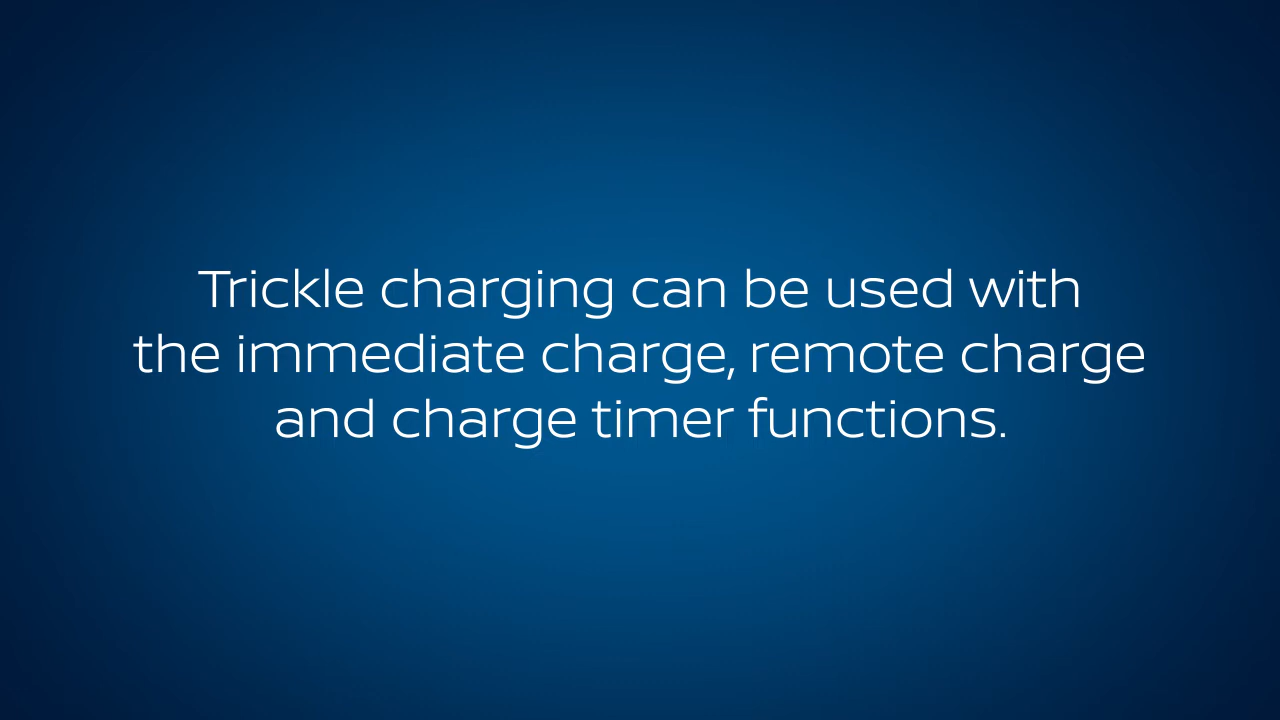 Trickle charging can be used with
the immediate charge, remote charge
and charge timer functions.